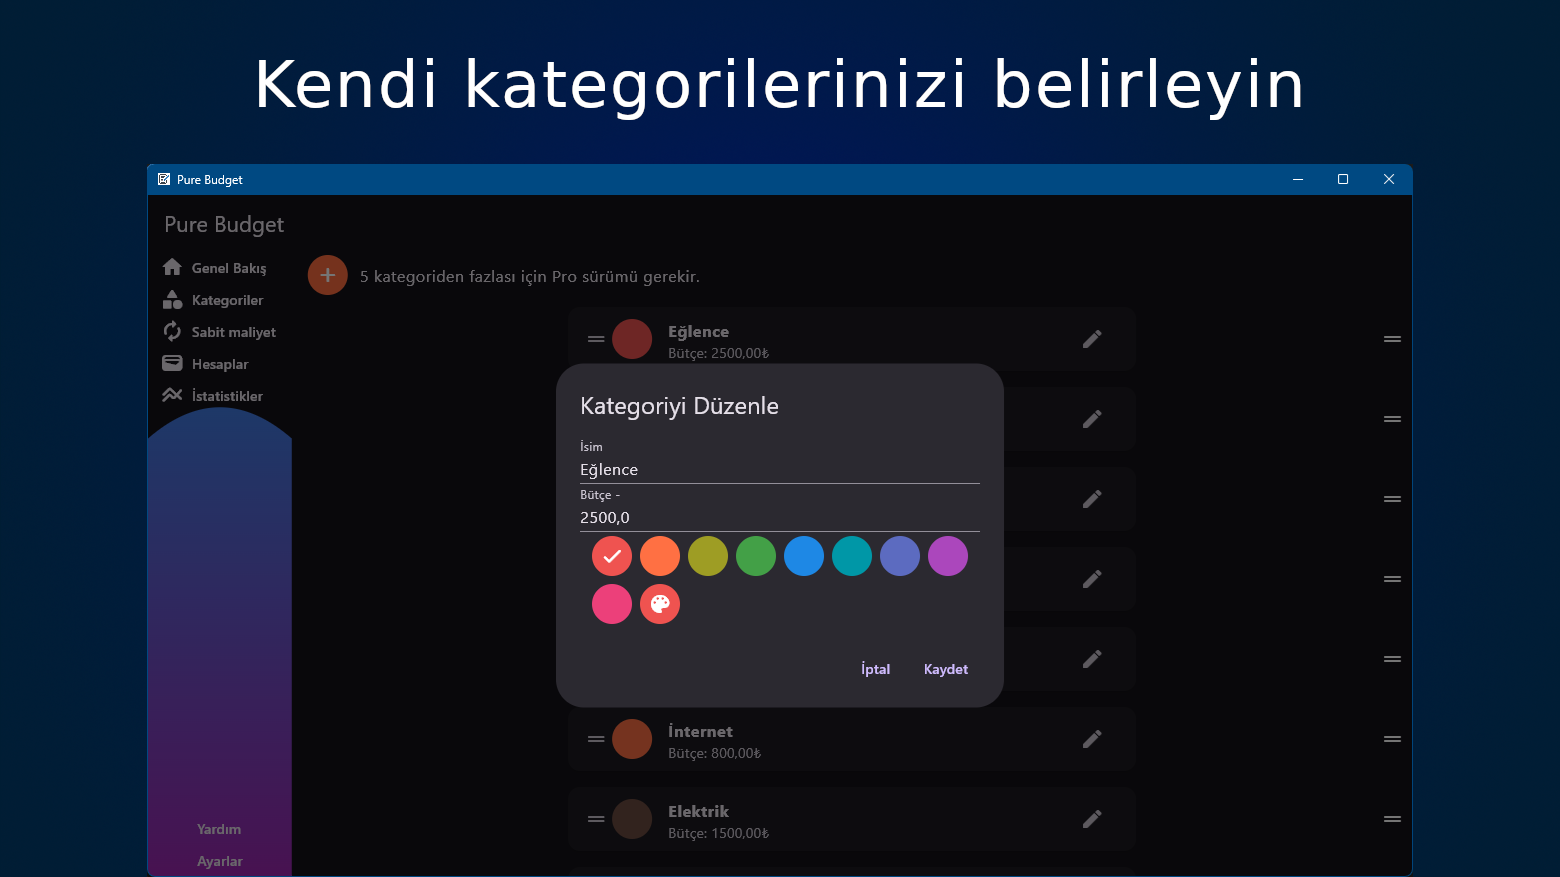 Kendi kategorilerinizi belirleyin
Pure Budget
Pure Budget
Genel Bakış
Kategoriler
Sabit maliyet
Hesaplar
İstatistikler
Yardım
Ayarlar
5 kategoriden fazlası için Pro sürümü gerekir.
Eğlence
Bütçe: 2500,00₺
Kategoriyi Düzenle
İsim
Eğlence
Bütçe -
2500,0
İptal Kaydet
İnternet
Bütçe: 800,00₺
Elektrik
Bütçe: 1500,00₺